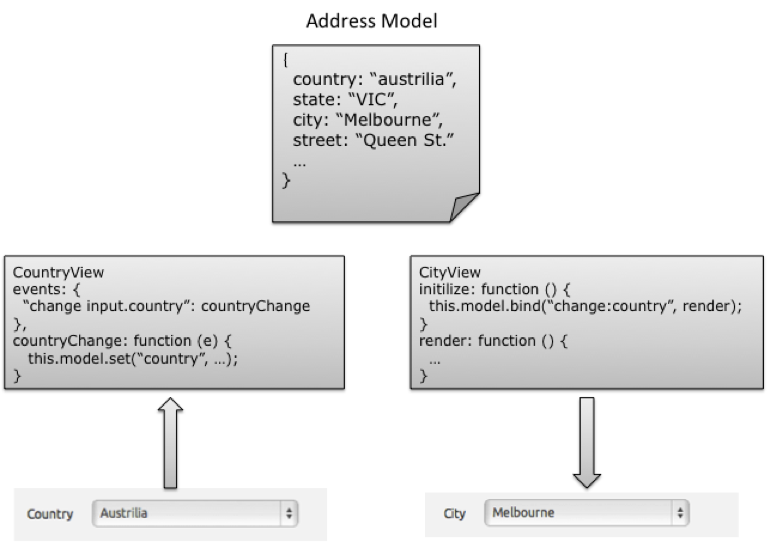 Address Model
{
country: “austrilia”,
state: “VIC”,
city: “Melbourne”,
street: “Queen St.”
...
}
CountryView
events: {
“change input.country”: countryChange
},
countryChange: function (e) {
this.model.set(“country”, ...);
}
CityView
initilize: function () {
this.model.bind(“change:country”, render);
}
render: function () {
...
}
Country Austrilia
City Melbourne